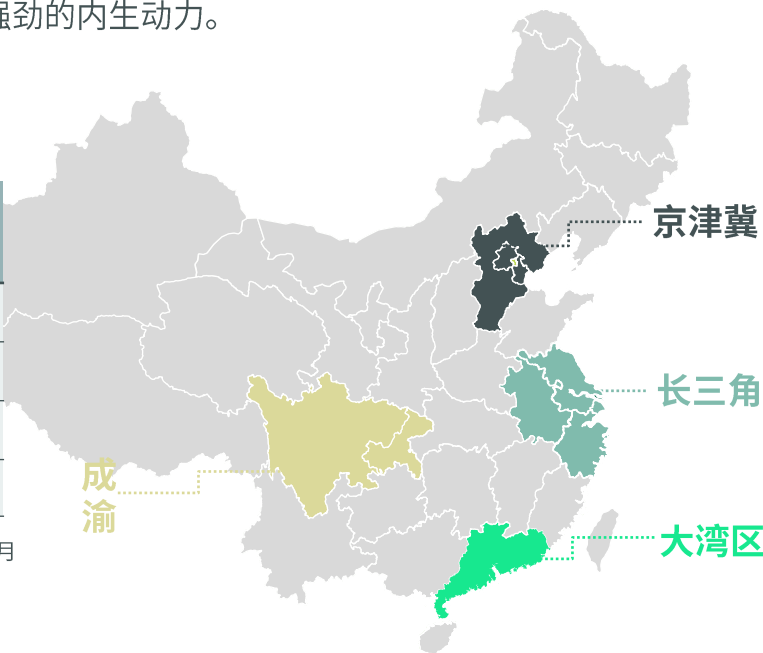 强劲的内生动力。
京津冀
长三角
成
渝
大湾区
月